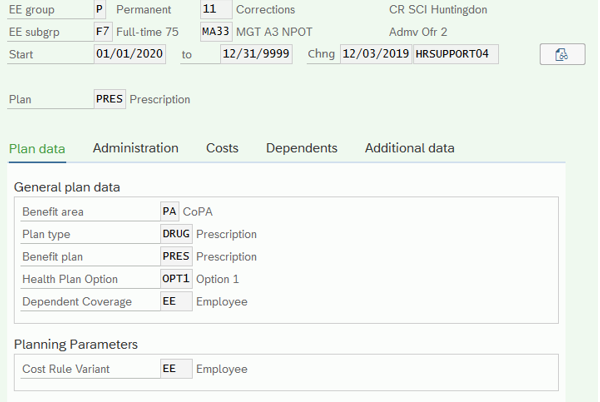 EE group P Permanent 11 Corrections CR SCI Huntingdon
EE subgrp F7 Full-time 75 MA33 MGT A3 NPOT Admv Ofr 2
Start 01/01/2020 to 12/31/9999 Chng 12/03/2019 HRSUPPORT04
Plan PRES Prescription
Plan data Administration Costs Dependents Additional data
General plan data
Benefit area PA CoPA
Plan type DRUG Prescription
Benefit plan PRES Prescription
Health Plan Option OPT1 Option 1
Dependent Coverage EE Employee
Planning Parameters
Cost Rule Variant EE Employee